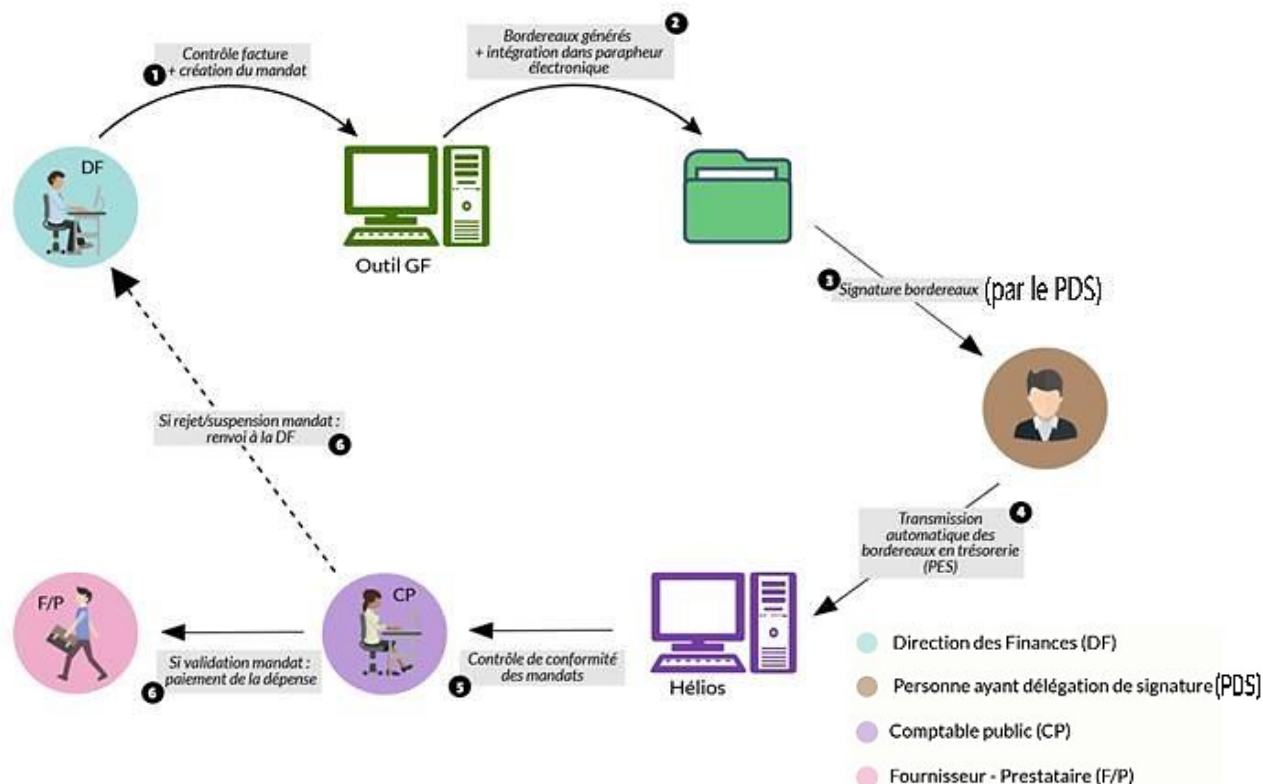 Contrôle facture
+ création du mandat
1
Bordereaux générés
+ intégration dans parapheur
électronique
2
DF
Outil GF
3
Signature bordereaux (par le PDS)
Si rejet/suspension mandat :
renvoi à la DF
6
4
Transmission
automatique des
bordereaux en trésorerie
(PES)
F/P
CP
Si validation mandat :
paiement de la dépense
6
Contrôle de conformité
des mandats
5
Hélios
Direction des Finances (DF)
Personne ayant délégation de signature (PDS)
Comptable public (CP)
Fournisseur - Prestataire (F/P)